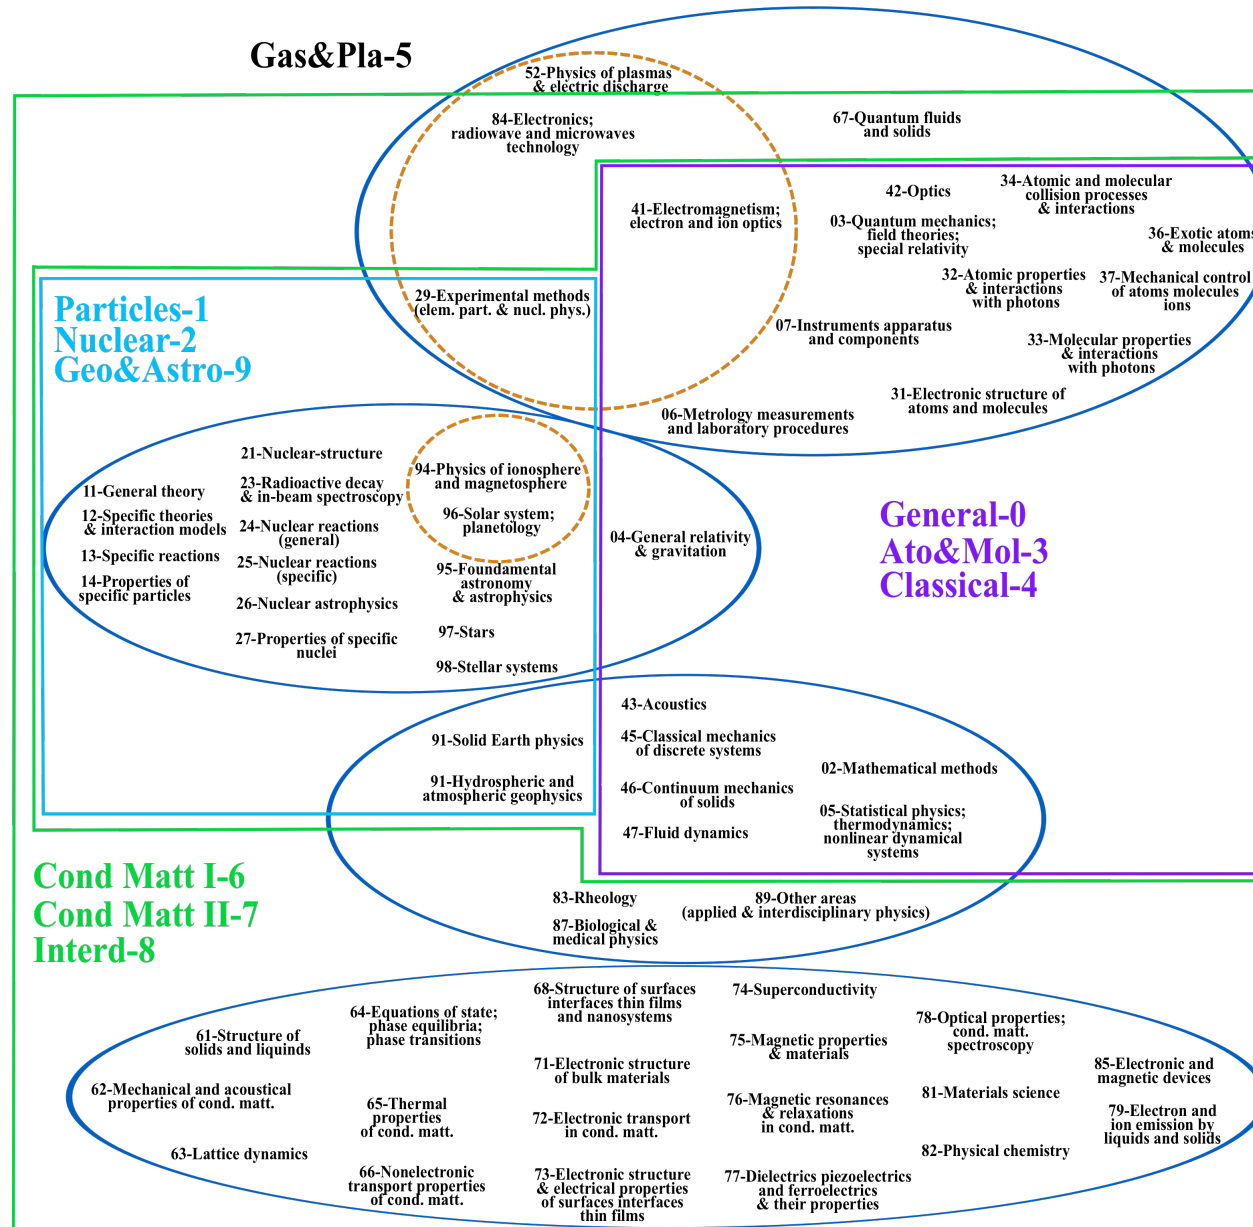 Gas&Pla-5
52-Physics of plasmas
& electric discharge
84-Electronics;
radiowave and microwaves
technology
67-Quantum fluids
and solids
41-Electromagnetism;
electron and ion optics
42-Optics
34-Atomic and molecular
collision processes
& interactions
03-Quantum mechanics;
field theories;
special relativity
36-Exotic atoms
& molecules
32-Atomic properties
& interactions
with photons
37-Mechanical control
of atoms molecules
ions
29-Experimental methods
(elem. part. & nucl. phys.)
07-Instruments apparatus
and components
33-Molecular properties
& interactions
with photons
31-Electronic structure of
atoms and molecules
06-Metrology measurements
and laboratory procedures
Particles-1
Nuclear-2
Geo&Astro-9
21-Nuclear-structure
23-Radioactive decay
& in-beam spectroscopy
24-Nuclear reactions
(general)
25-Nuclear reactions
(specific)
26-Nuclear astrophysics
27-Properties of specific
nuclei
11-General theory
12-Specific theories
& interaction models
13-Specific reactions
14-Properties of
specific particles
94-Physics of ionosphere
and magnetosphere
96-Solar system;
planetology
95-Foundamental
astronomy
& astrophysics
97-Stars
98-Stellar systems
04-General relativity
& gravitation
General-0
Ato&Mol-3
Classical-4
91-Solid Earth physics
91-Hydrospheric and
atmospheric geophysics
43-Acoustics
45-Classical mechanics
of discrete systems
46-Continuum mechanics
of solids
47-Fluid dynamics
02-Mathematical methods
05-Statistical physics;
thermodynamics;
nonlinear dynamical
systems
83-Rheology
87-Biological &
medical physics
89-Other areas
(applied & interdisciplinary physics)
Cond Matt I-6
Cond Matt II-7
Interd-8
61-Structure of
solids and liquinds
62-Mechanical and acoustical
properties of cond. matt.
63-Lattice dynamics
64-Equations of state;
phase equilibria;
phase transitions
65-Thermal
properties
of cond. matt.
66-Nonelectronic
transport properties
of cond. matt.
68-Structure of surfaces
interfaces thin films
and nanosystems
71-Electronic structure
of bulk materials
72-Electronic transport
in cond. matt.
73-Electronic structure
& electrical properties
of surfaces interfaces
thin films
74-Superconductivity
75-Magnetic properties
& materials
76-Magnetic resonances
& relaxations
in cond. matt.
77-Dielectrics piezoelectrics
and ferroelectrics
& their properties
78-Optical properties;
cond. matt.
spectroscopy
81-Materials science
82-Physical chemistry
85-Electronic and
magnetic devices
79-Electron and
ion emission by
liquids and solids